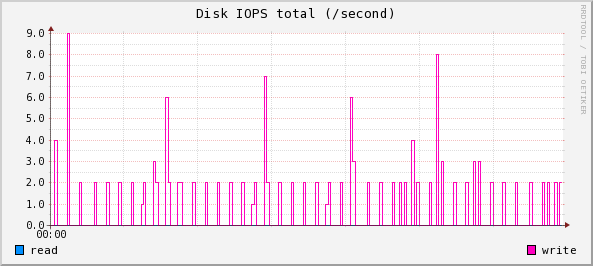 Disk IOPS total (/second)
RRDTOOL / TOBI OETIKER
9.0
8.0
7.0
6.0
5.0
4.0
3.0
2.0
1.0
0.0
00:00
read
write